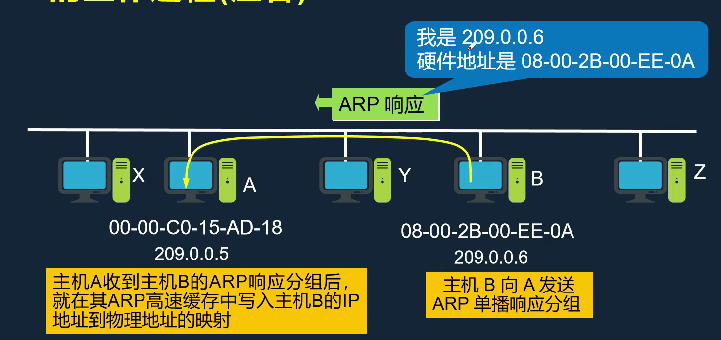 我是 209.0.0.6
硬件地址是 08-00-2B-00-EE-0A
ARP 响应
X
A
Y
B
Z
00-00-C0-15-AD-18
08-00-2B-00-EE-0A
209.0.0.5
209.0.0.6
主机A收到主机B的ARP响应分组后，
就在其ARP高速缓存中写入主机B的IP
地址到物理地址的映射
主机 B 向 A 发送
ARP 单播响应分组